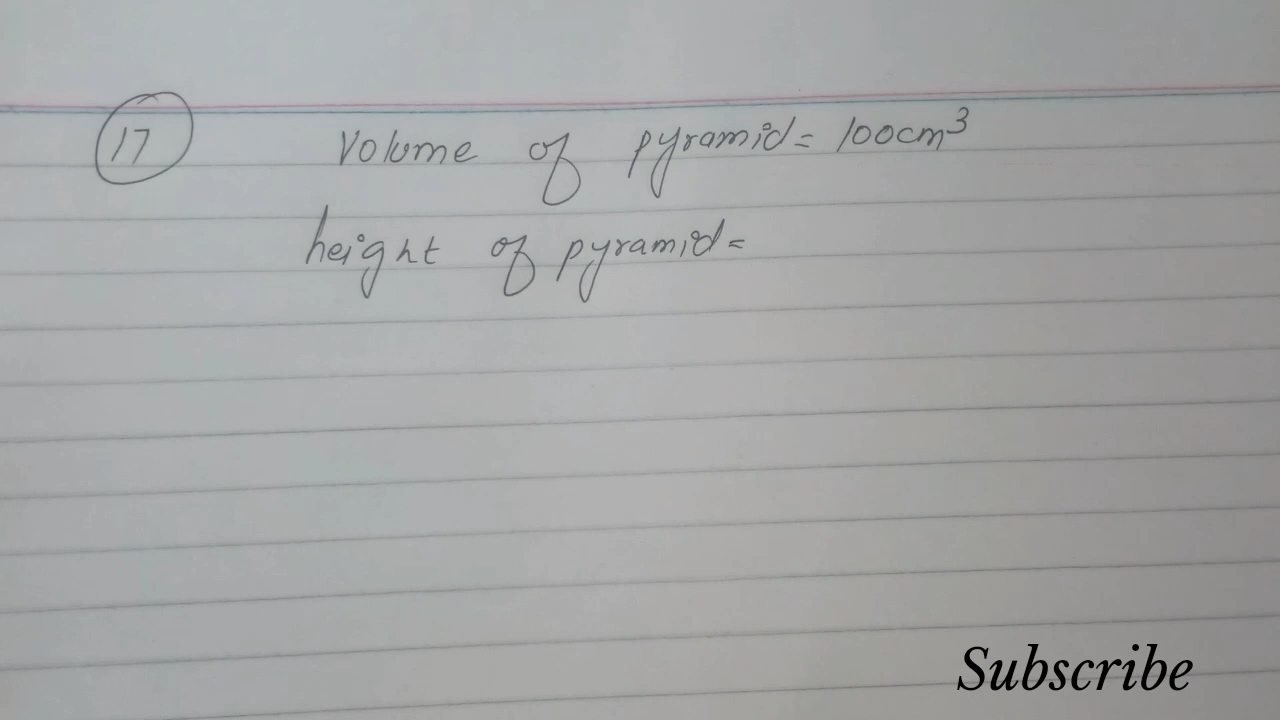 17 Volume of pyramid = 100cm³
height of pyramid =
Subscribe